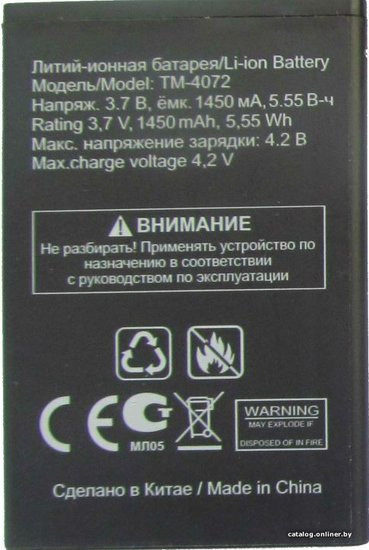 Литий-ионная батарея/Li-ion Battery
Модель/Model: TM-4072
Напряж. 3.7 В, ёмк. 1450 мА, 5.55 В-ч
Rating 3,7 V, 1450 mAh, 5,55 Wh
Макс. напряжение зарядки: 4.2 В
Max.charge voltage 4,2 V
ВНИМАНИЕ
Не разбирать! Применять устройство по
назначению в соответствии
с руководством по эксплуатации
МЛ05
WARNING
MAY EXPLODE IF
DISPOSED OF IN FIRE
Сделано в Китае / Made in China
catalog.onliner.by